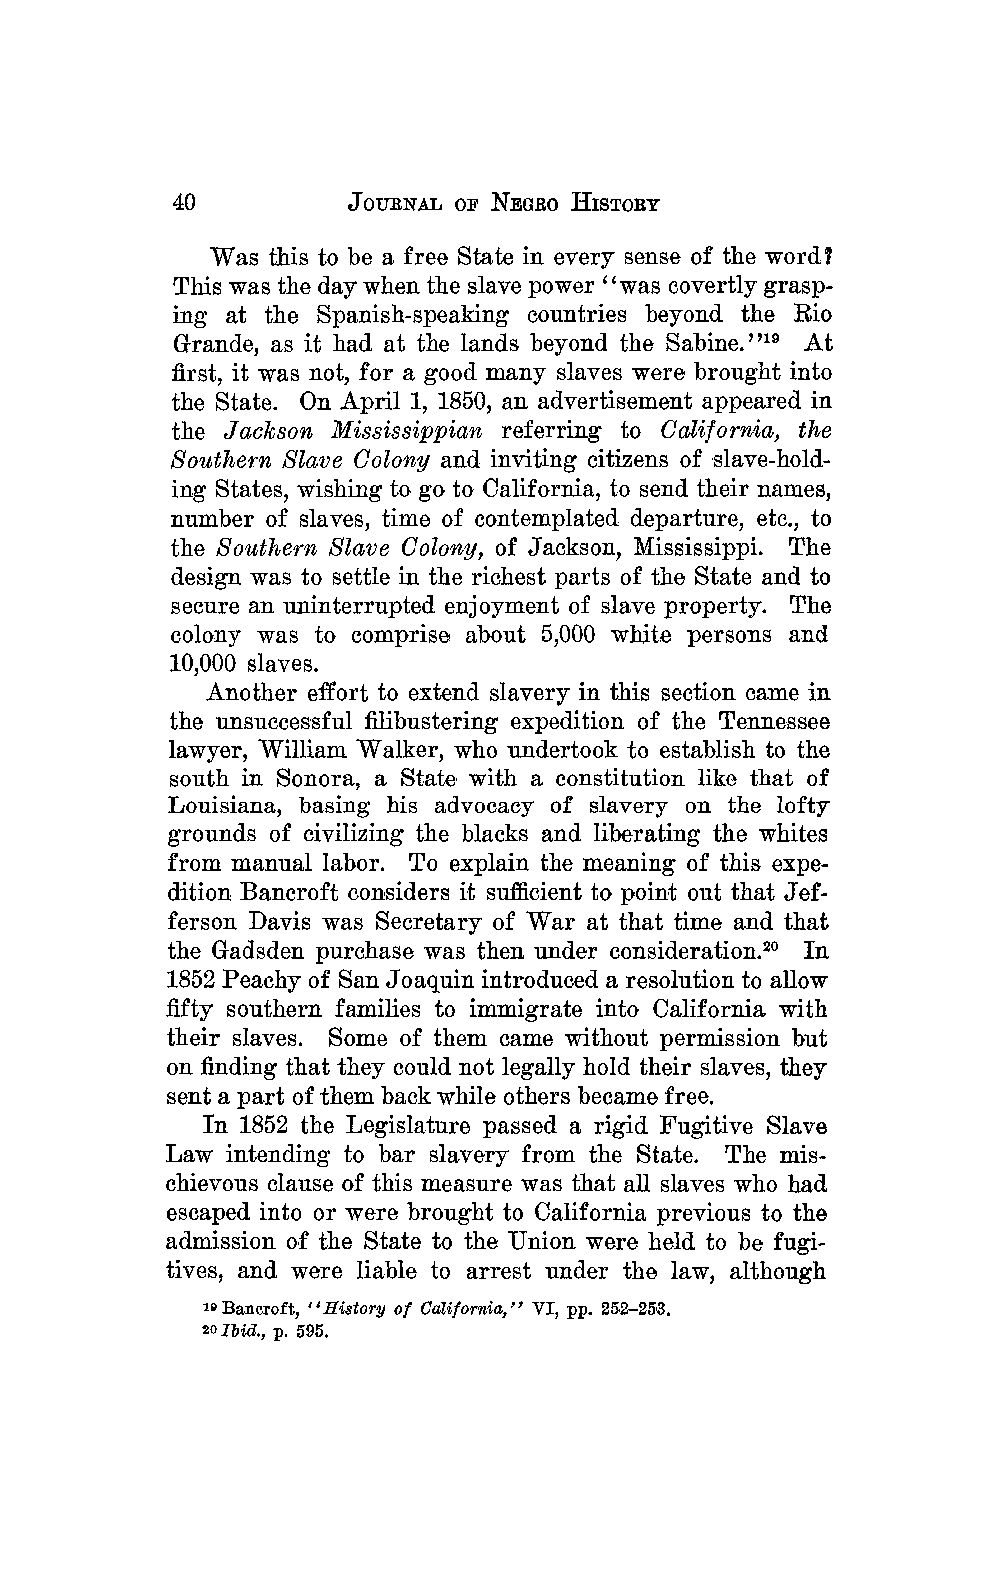 40 JOURNAL OF NEGRO HISTORY
Was this to be a free State in every sense of the word?
This was the day when the slave power ‘‘was covertly grasp-
ing at the Spanish-speaking countries beyond the Rio
Grande, as it had at the lands beyond the Sabine.’’¹⁹ At
first, it was not, for a good many slaves were brought into
the State. On April 1, 1850, an advertisement appeared in
the Jackson Mississippian referring to California, the
Southern Slave Colony and inviting citizens of slave-hold-
ing States, wishing to go to California, to send their names,
number of slaves, time of contemplated departure, etc., to
the Southern Slave Colony, of Jackson, Mississippi. The
design was to settle in the richest parts of the State and to
secure an uninterrupted enjoyment of slave property. The
colony was to comprise about 5,000 white persons and
10,000 slaves.
Another effort to extend slavery in this section came in
the unsuccessful filibustering expedition of the Tennessee
lawyer, William Walker, who undertook to establish to the
south in Sonora, a State with a constitution like that of
Louisiana, basing his advocacy of slavery on the lofty
grounds of civilizing the blacks and liberating the whites
from manual labor. To explain the meaning of this expe-
dition Bancroft considers it sufficient to point out that Jef-
ferson Davis was Secretary of War at that time and that
the Gadsden purchase was then under consideration.²⁰ In
1852 Peachy of San Joaquin introduced a resolution to allow
fifty southern families to immigrate into California with
their slaves. Some of them came without permission but
on finding that they could not legally hold their slaves, they
sent a part of them back while others became free.
In 1852 the Legislature passed a rigid Fugitive Slave
Law intending to bar slavery from the State. The mis-
chievous clause of this measure was that all slaves who had
escaped into or were brought to California previous to the
admission of the State to the Union were held to be fugi-
tives, and were liable to arrest under the law, although
¹⁹ Bancroft, ‘‘History of California,’’ VI, pp. 252–253.
²⁰ Ibid., p. 595.